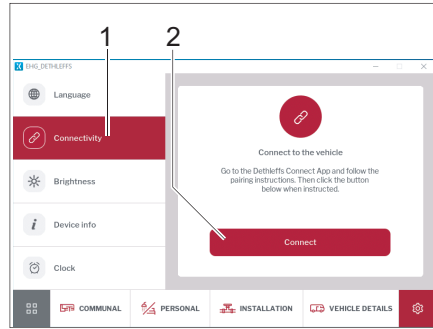 1 2
EHG_DETHLEFFS
Language
Connectivity
Brightness
Device info
Clock
Connect to the vehicle
Go to the Dethleffs Connect App and follow the
pairing instructions. Then click the button
below when instructed.
Connect
COMMUNAL PERSONAL INSTALLATION VEHICLE DETAILS